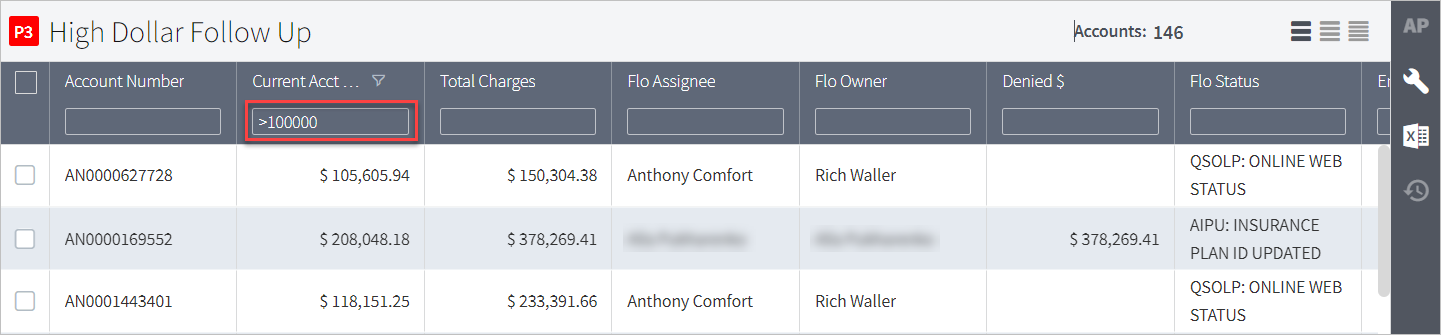 P3 High Dollar Follow Up Accounts: 146 AP
Account Number Current Acct ... Total Charges Flo Assignee Flo Owner Denied $ Flo Status
>100000
AN0000627728 $ 105,605.94 $ 150,304.38 Anthony Comfort Rich Waller QSOLP: ONLINE WEB
STATUS
AN0000169552 $ 208,048.18 $ 378,269.41 $ 378,269.41 AIPU: INSURANCE
PLAN ID UPDATED
AN0001443401 $ 118,151.25 $ 233,391.66 Anthony Comfort Rich Waller QSOLP: ONLINE WEB
STATUS